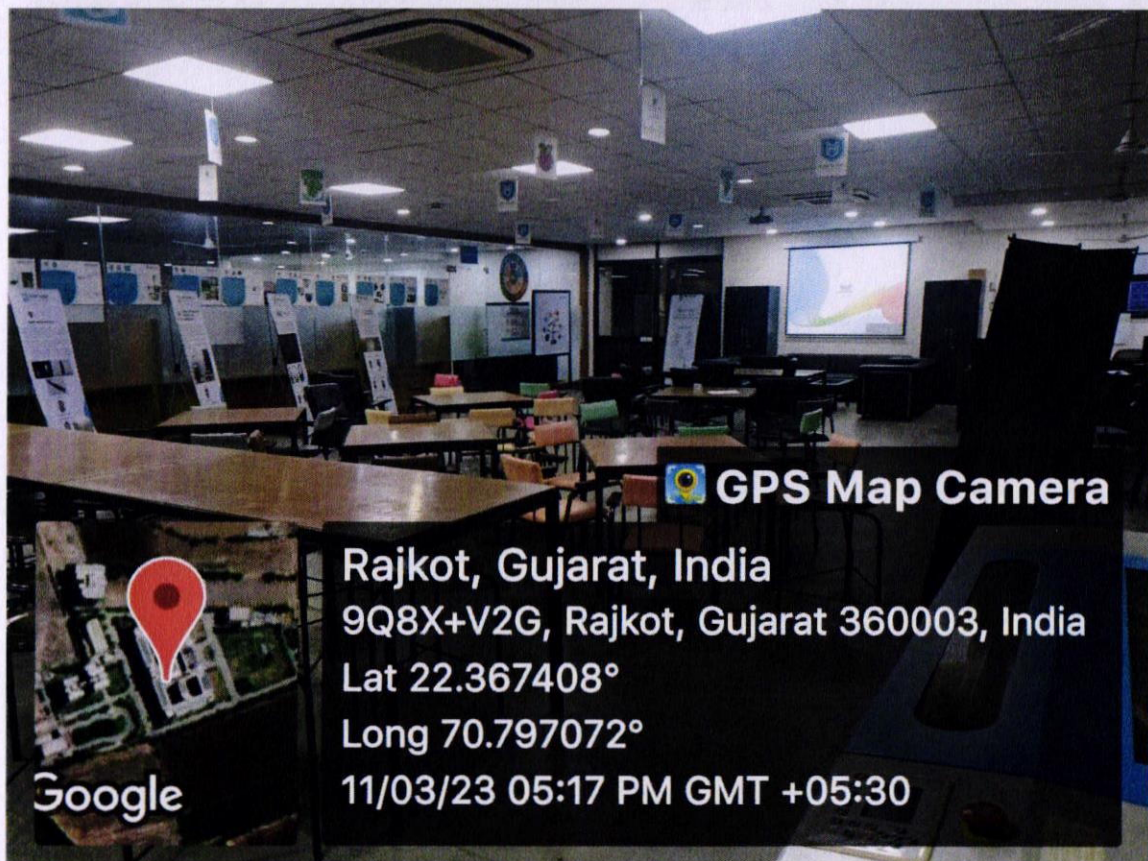 GPS Map Camera
Rajkot, Gujarat, India
9Q8X+V2G, Rajkot, Gujarat 360003, India
Lat 22.367408°
Long 70.797072°
11/03/23 05:17 PM GMT +05:30
Google